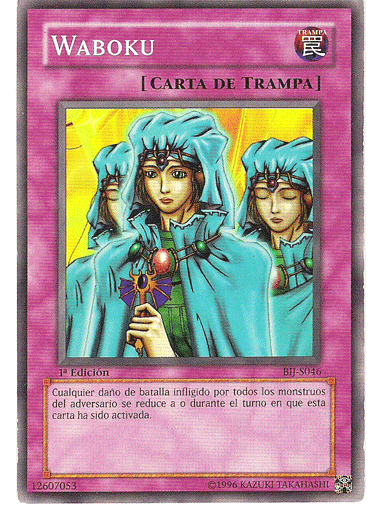 WABOKU
TRAMPA
罠
[CARTA DE TRAMPA]
1ª Edición
BIJ-S046
Cualquier daño de batalla infligido por todos los monstruos
del adversario se reduce a 0 durante el turno en que esta
carta ha sido activada.
12607053
©1996 KAZUKI TAKAHASHI